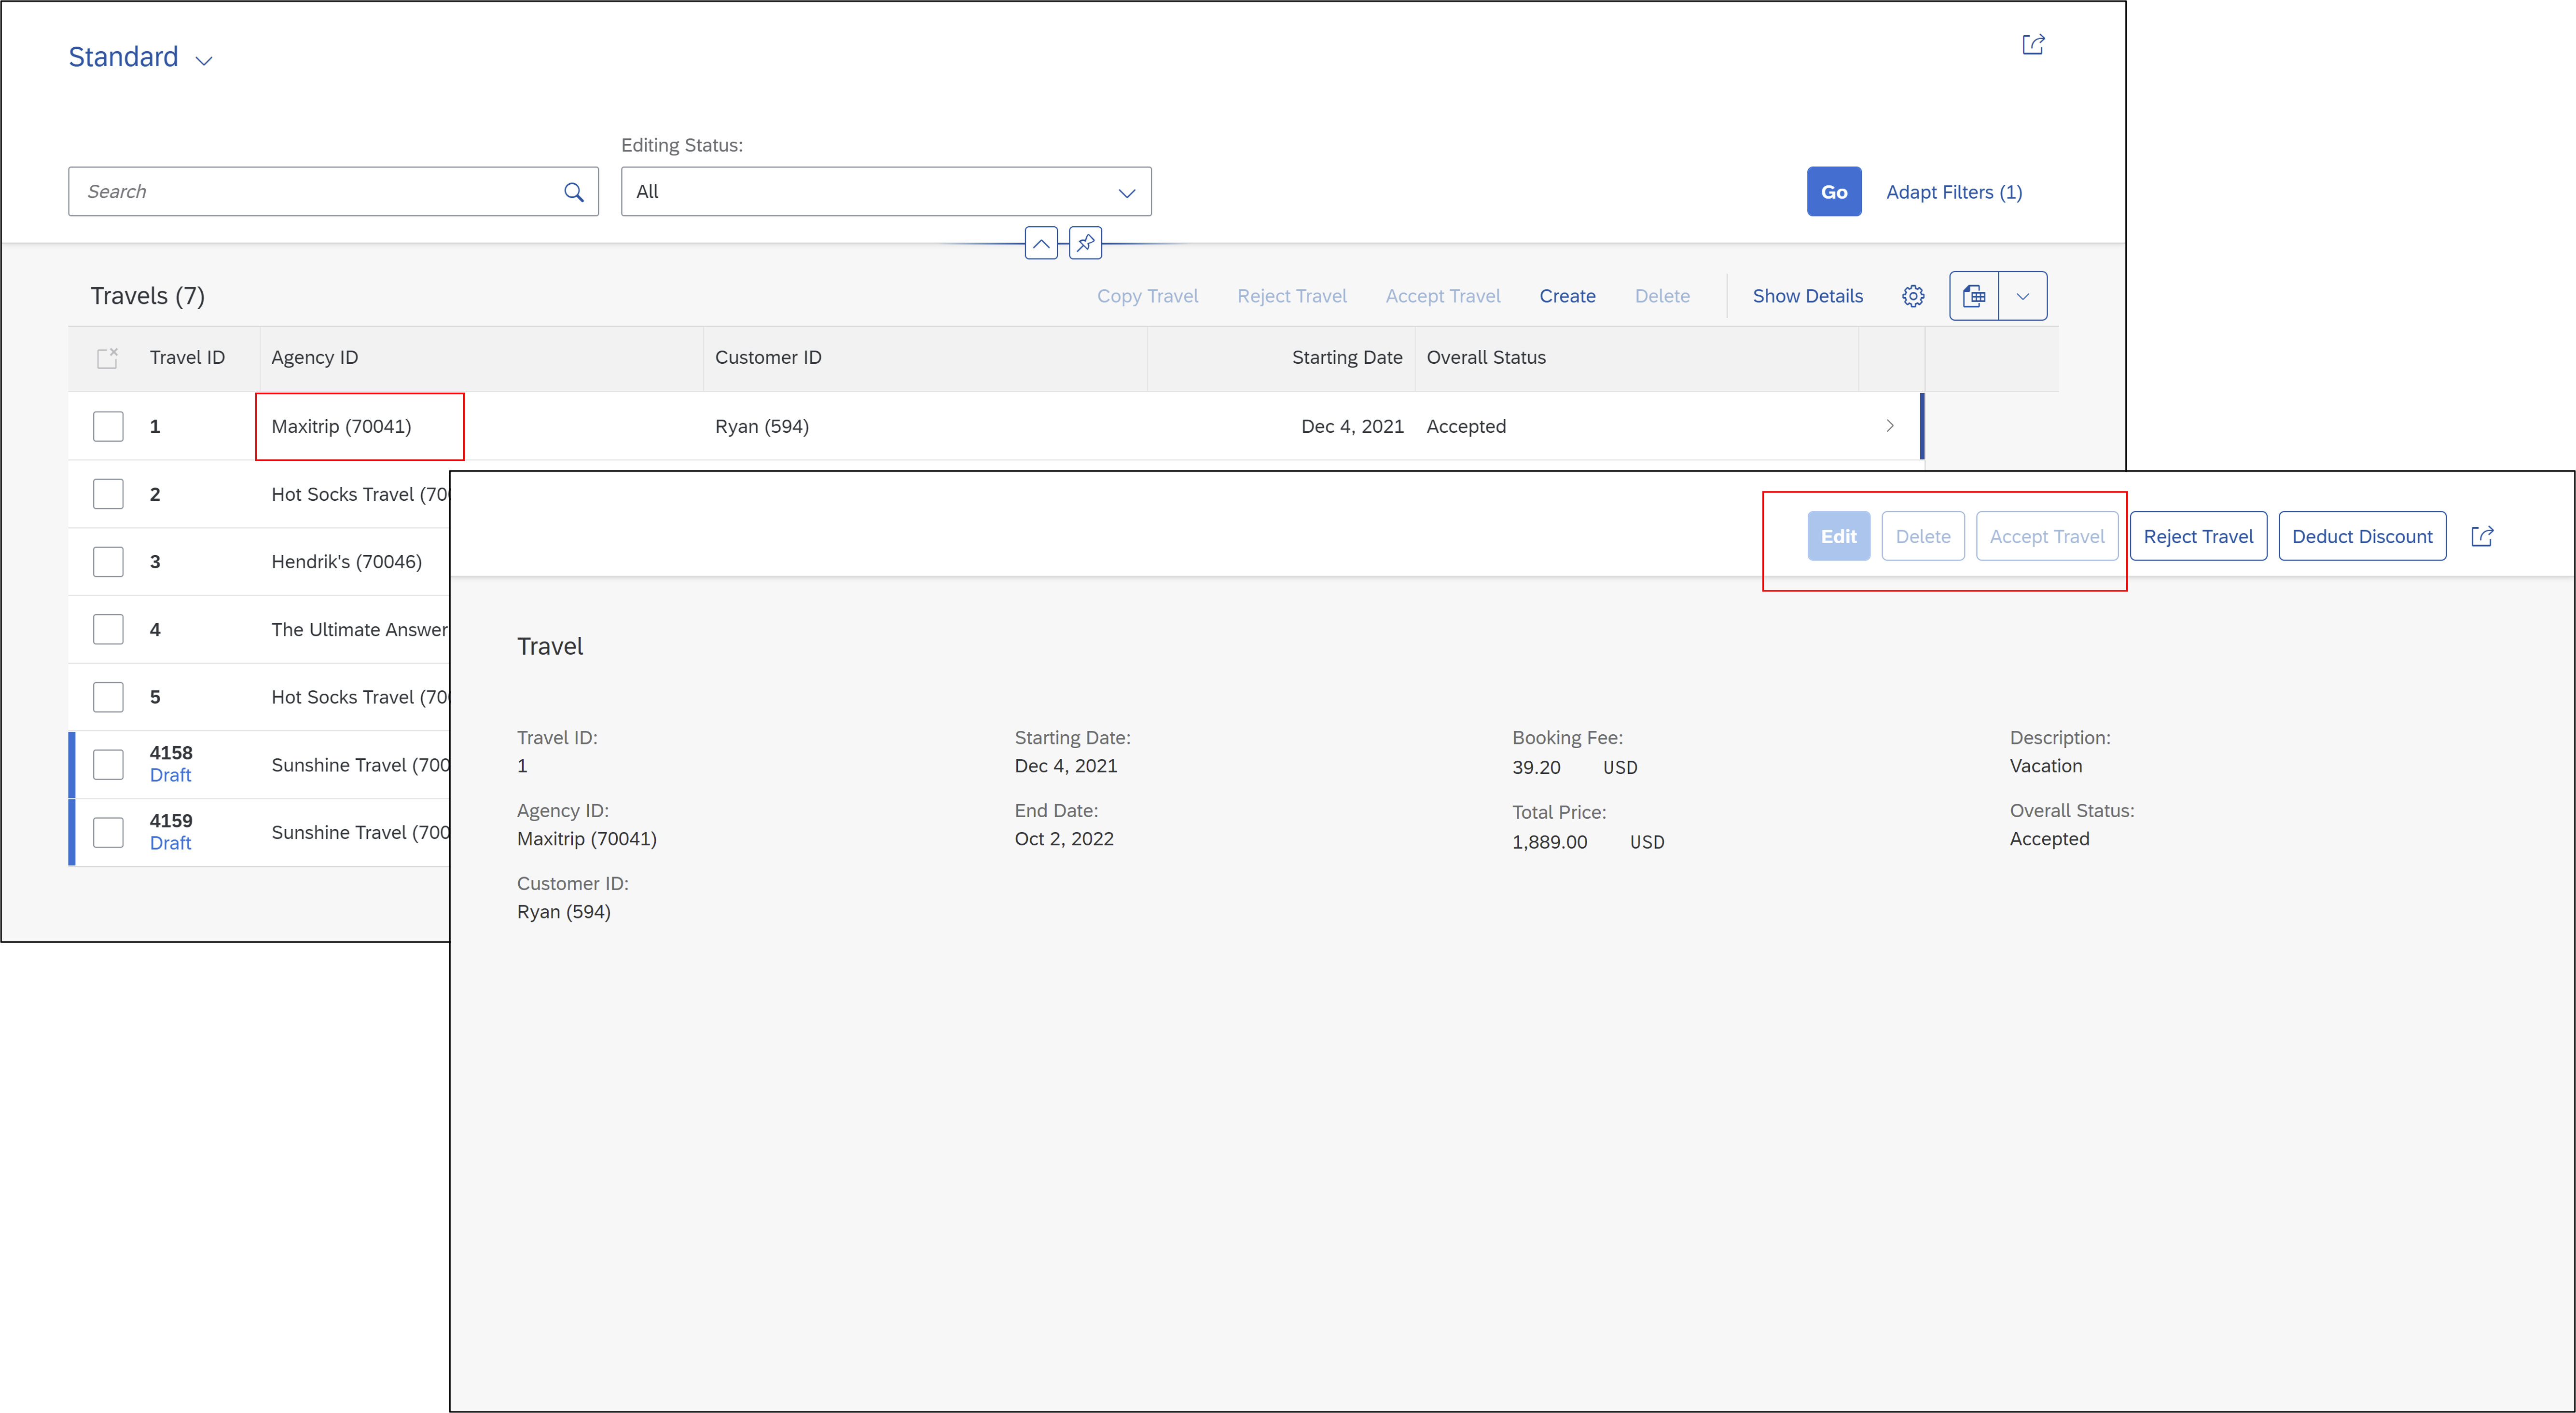 Standard
Editing Status:
Search
All
Go
Adapt Filters (1)
Travels (7)
Copy Travel
Reject Travel
Accept Travel
Create
Delete
Show Details
Travel ID
Agency ID
Customer ID
Starting Date
Overall Status
1
Maxitrip (70041)
Ryan (594)
Dec 4, 2021
Accepted
2
Hot Socks Travel (700
3
Hendrik's (70046)
4
The Ultimate Answer
5
Hot Socks Travel (700
4158
Draft
Sunshine Travel (700
4159
Draft
Sunshine Travel (700
Edit
Delete
Accept Travel
Reject Travel
Deduct Discount
Travel
Travel ID:
1
Agency ID:
Maxitrip (70041)
Customer ID:
Ryan (594)
Starting Date:
Dec 4, 2021
End Date:
Oct 2, 2022
Booking Fee:
39.20 USD
Total Price:
1,889.00 USD
Description:
Vacation
Overall Status:
Accepted